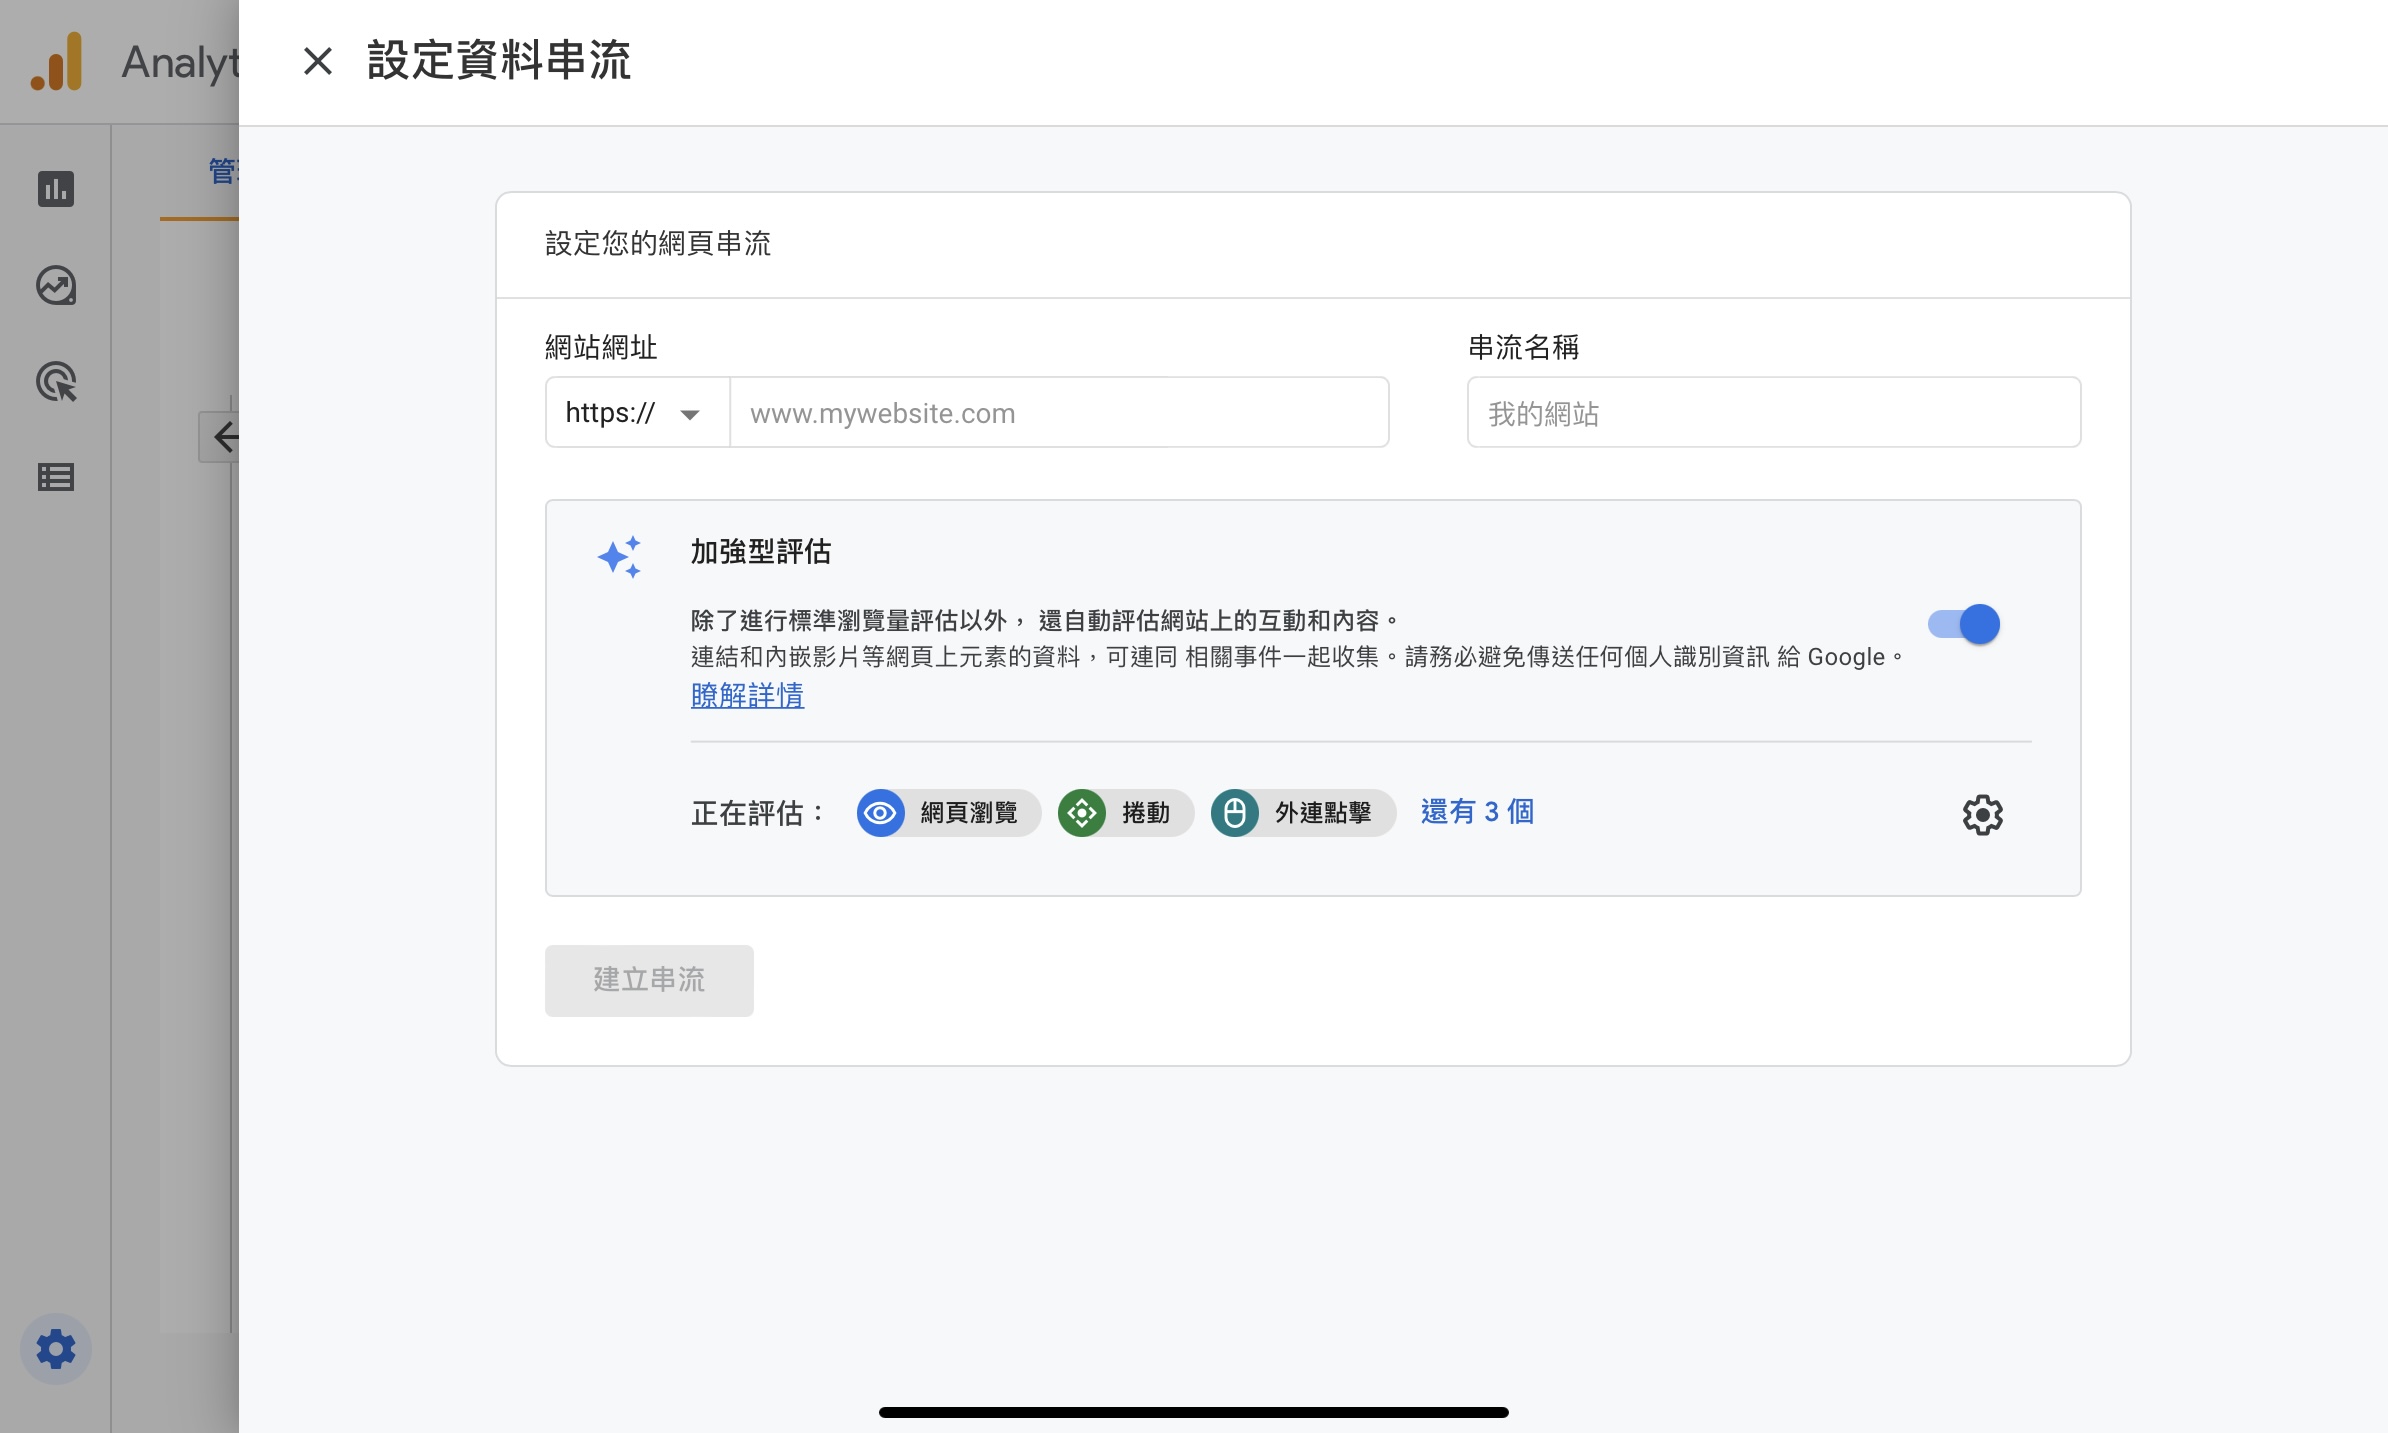 Analyt
設定資料串流
設定您的網頁串流
網站網址
串流名稱
https://
www.mywebsite.com
我的網站
加強型評估
除了進行標準瀏覽量評估以外， 還自動評估網站上的互動和內容。
連結和內嵌影片等網頁上元素的資料，可連同 相關事件一起收集。請務必避免傳送任何個人識別資訊 給 Google。
瞭解詳情
正在評估：
網頁瀏覽
捲動
外連點擊
還有 3 個
建立串流